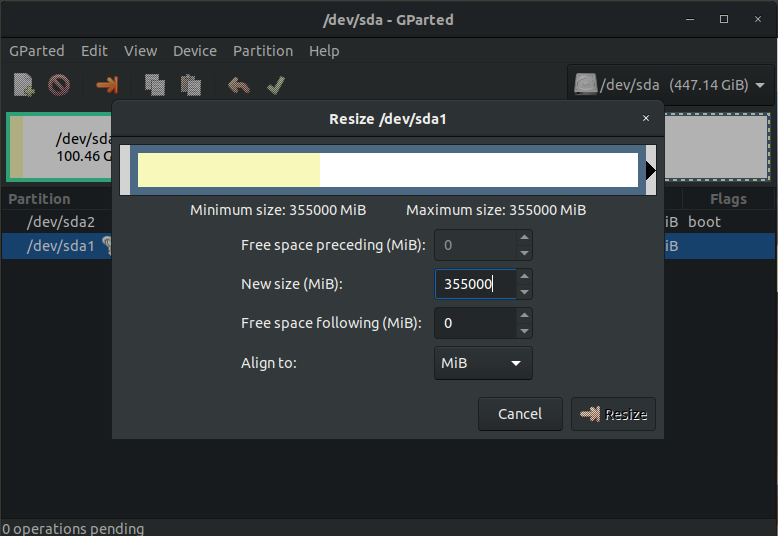 /dev/sda - GParted
GParted Edit View Device Partition Help
/dev/sda (447.14 GiB)
Resize /dev/sda1
/dev/sda
100.46 G
Minimum size: 355000 MiB Maximum size: 355000 MiB
Partition Flags
/dev/sda2 iB boot
/dev/sda1 iB
Free space preceding (MiB): 0
New size (MiB): 355000
Free space following (MiB): 0
Align to: MiB
Cancel Resize
0 operations pending